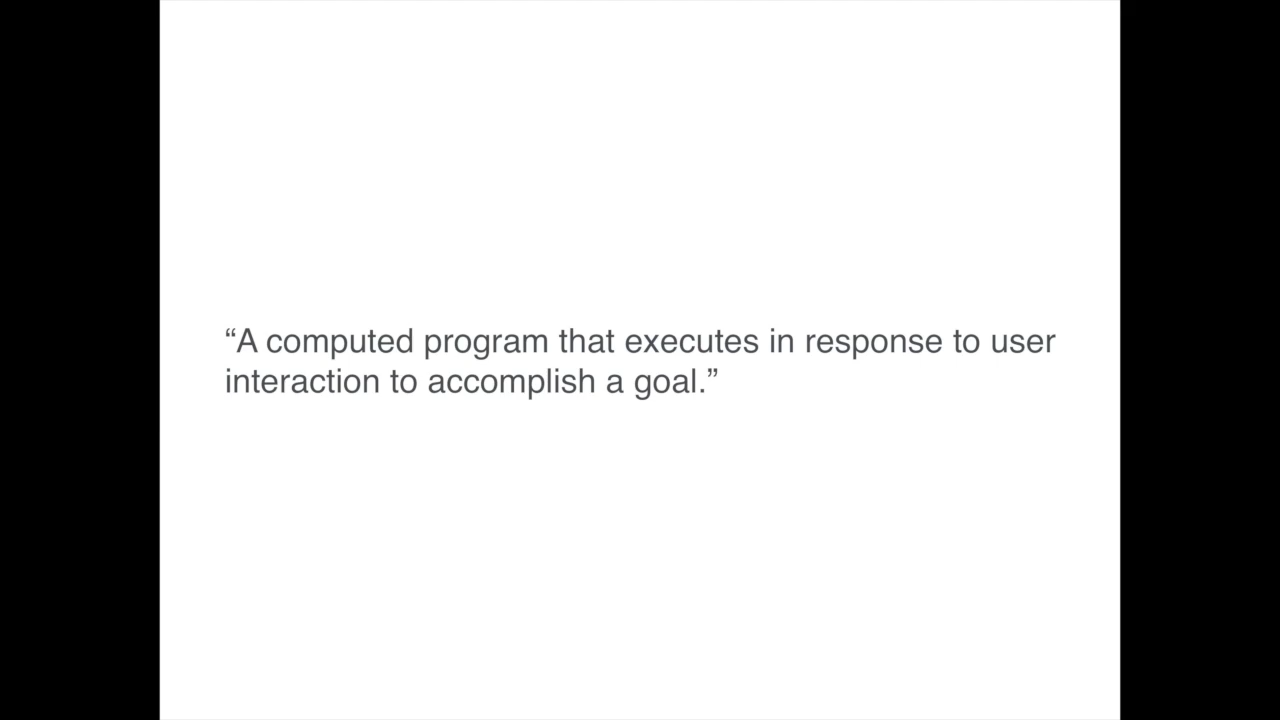 “A computed program that executes in response to user
interaction to accomplish a goal.”